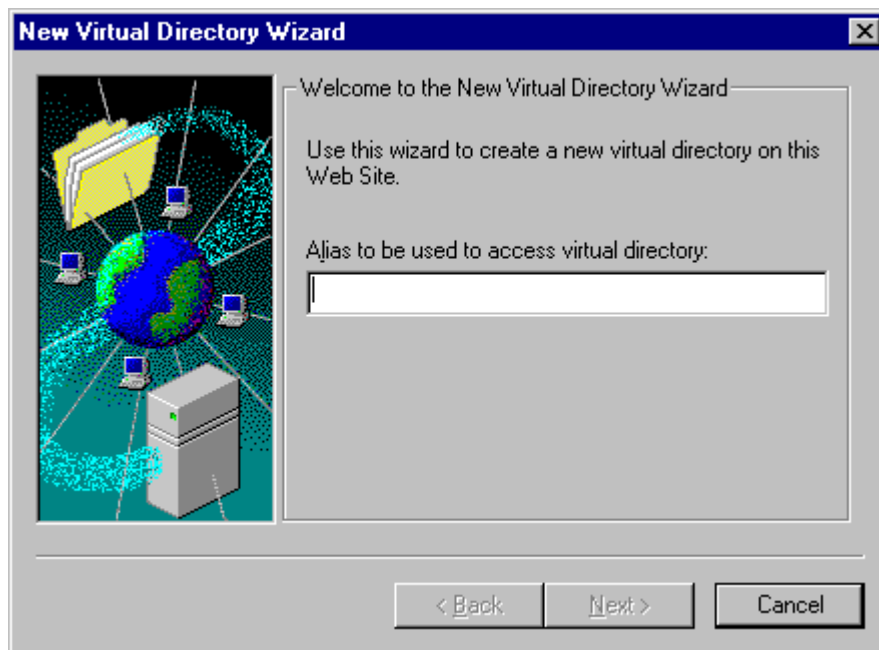 New Virtual Directory Wizard
Welcome to the New Virtual Directory Wizard
Use this wizard to create a new virtual directory on this
Web Site.
Alias to be used to access virtual directory:
< Back
Next >
Cancel